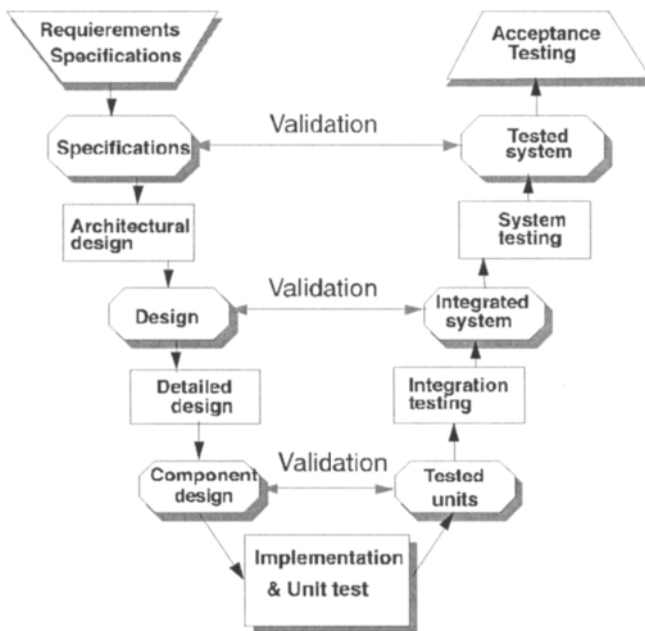 Requierements
Specifications
Acceptance
Testing
Validation
Specifications
Tested
system
Architectural
design
System
testing
Validation
Design
Integrated
system
Detailed
design
Integration
testing
Validation
Component
design
Tested
units
Implementation
& Unit test